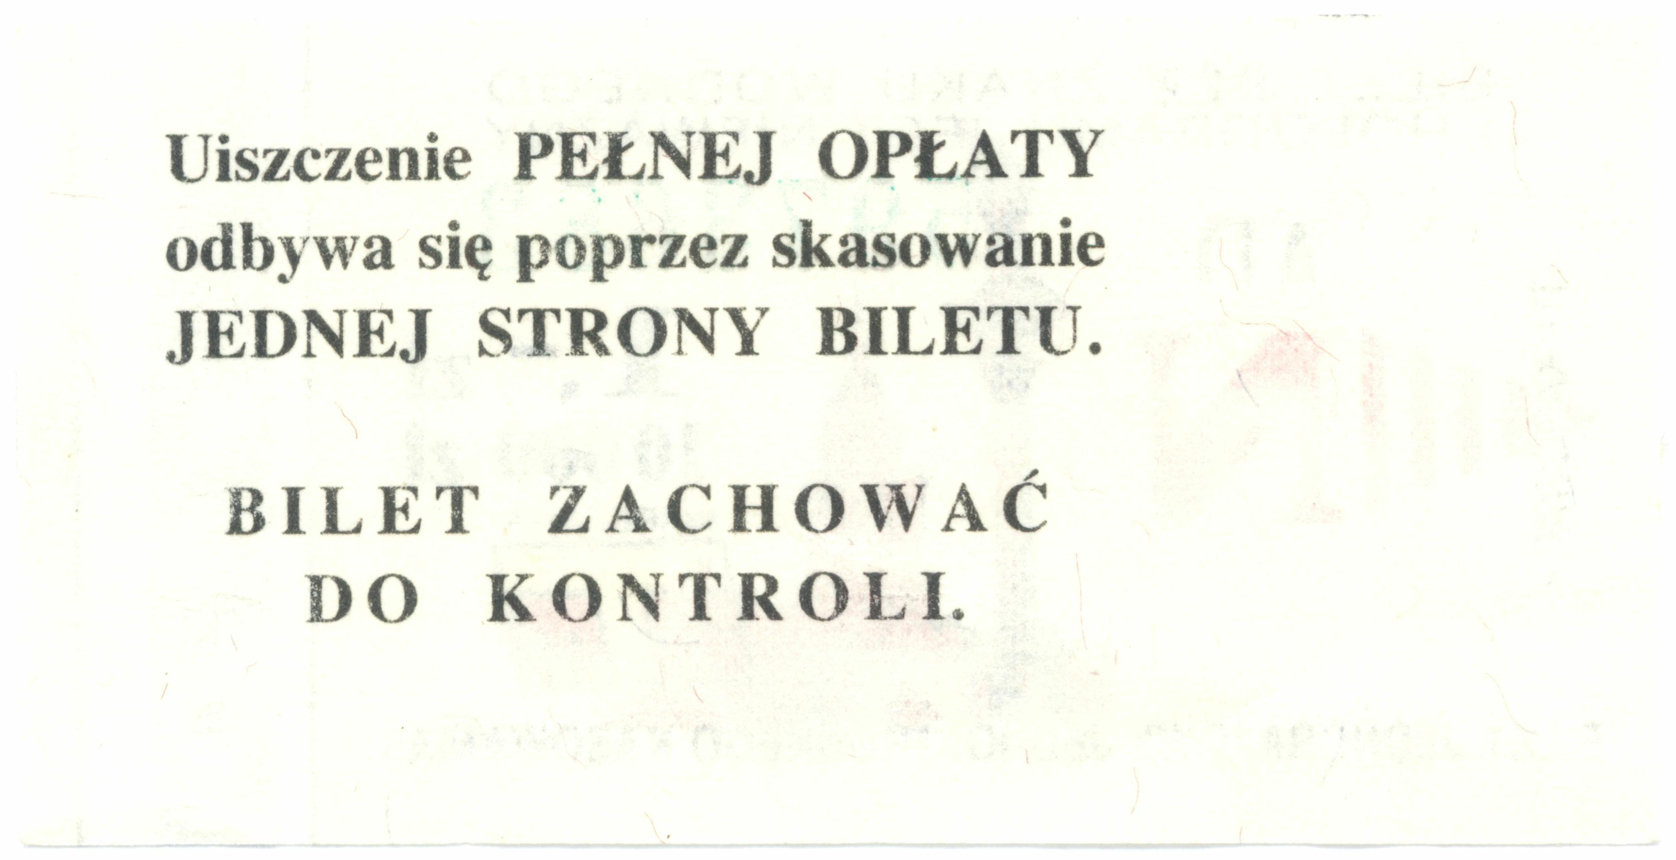 Uiszczenie PEŁNEJ OPŁATY
odbywa się poprzez skasowanie
JEDNEJ STRONY BILETU.
BILET ZACHOWAĆ
DO KONTROLI.